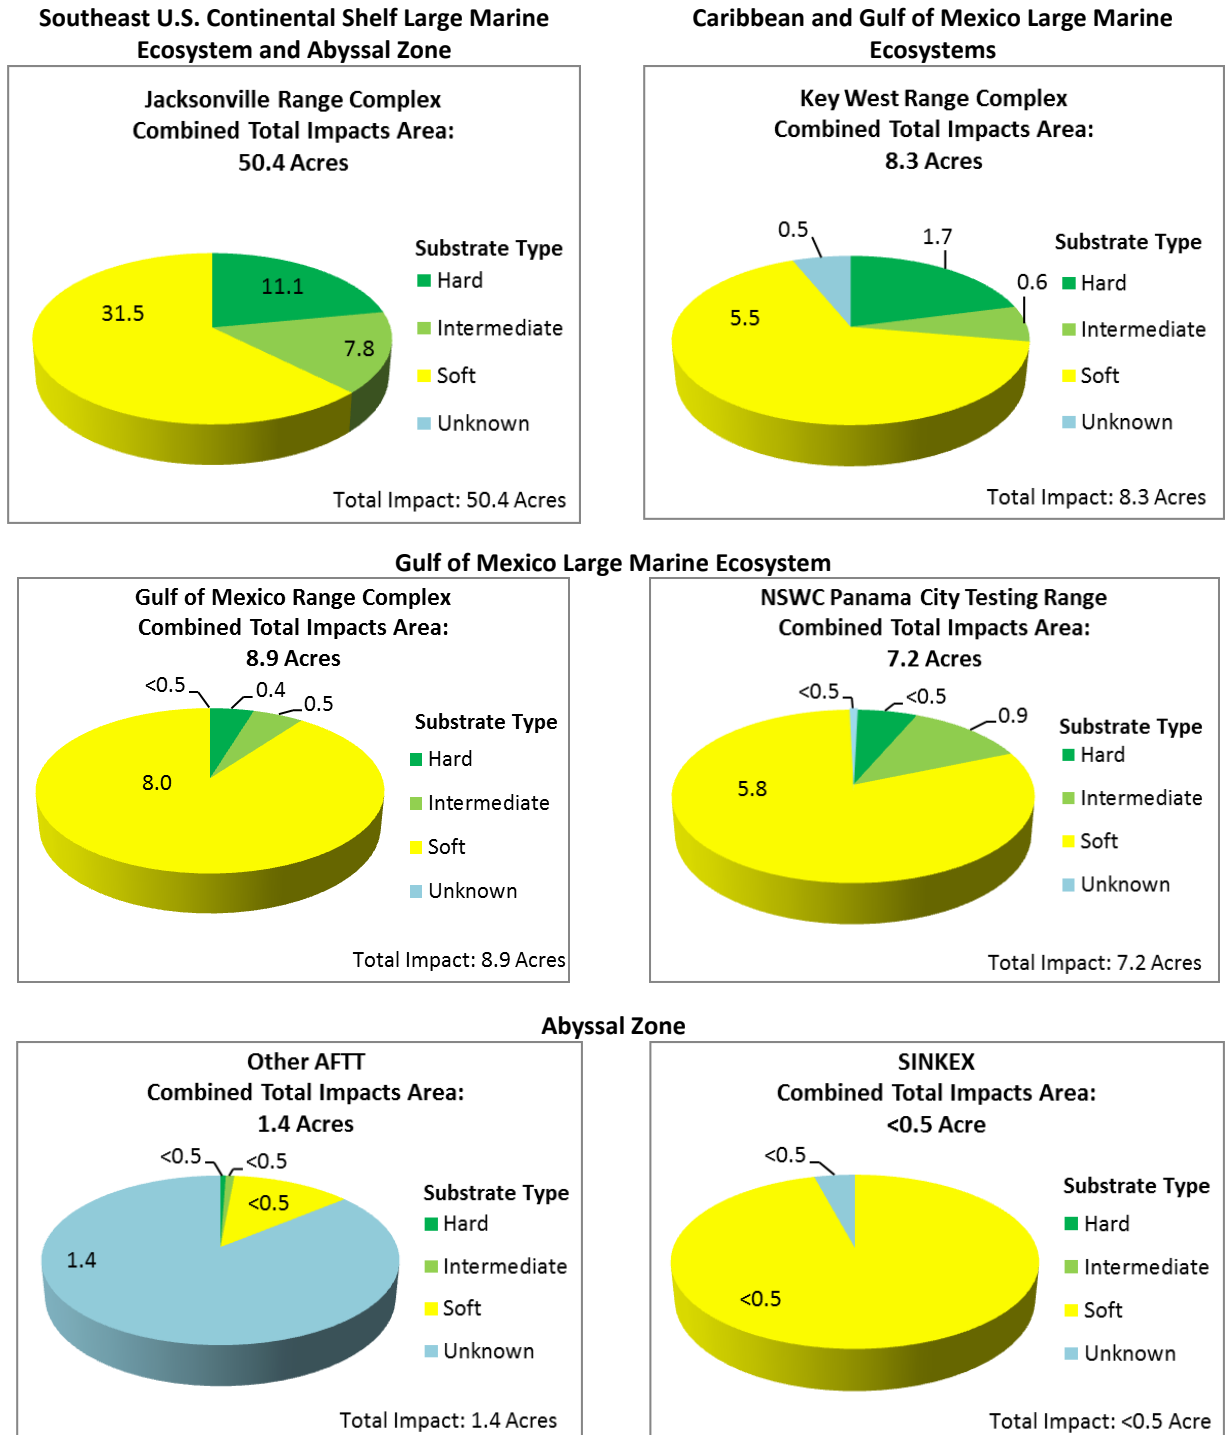 Southeast U.S. Continental Shelf Large Marine
Ecosystem and Abyssal Zone
Jacksonville Range Complex
Combined Total Impacts Area:
50.4 Acres
Substrate Type
Hard
Intermediate
Soft
Unknown
11.1
7.8
31.5
Total Impact: 50.4 Acres
Caribbean and Gulf of Mexico Large Marine
Ecosystems
Key West Range Complex
Combined Total Impacts Area:
8.3 Acres
0.5
1.7
0.6
5.5
Substrate Type
Hard
Intermediate
Soft
Unknown
Total Impact: 8.3 Acres
Gulf of Mexico Large Marine Ecosystem
Gulf of Mexico Range Complex
Combined Total Impacts Area:
8.9 Acres
<0.5
0.4
0.5
8.0
Substrate Type
Hard
Intermediate
Soft
Unknown
Total Impact: 8.9 Acres
NSWC Panama City Testing Range
Combined Total Impacts Area:
7.2 Acres
<0.5
<0.5
0.9
5.8
Substrate Type
Hard
Intermediate
Soft
Unknown
Total Impact: 7.2 Acres
Abyssal Zone
Other AFTT
Combined Total Impacts Area:
1.4 Acres
<0.5
<0.5
<0.5
1.4
Substrate Type
Hard
Intermediate
Soft
Unknown
Total Impact: 1.4 Acres
SINKEX
Combined Total Impacts Area:
<0.5 Acre
<0.5
<0.5
Substrate Type
Hard
Intermediate
Soft
Unknown
Total Impact: <0.5 Acre